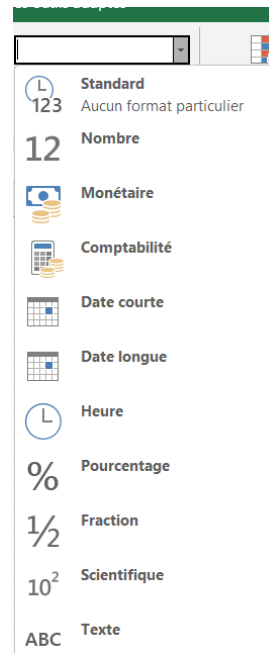 Standard
123
Aucun format particulier
12 Nombre
Monétaire
Comptabilité
Date courte
Date longue
Heure
% Pourcentage
½ Fraction
10² Scientifique
ABC Texte